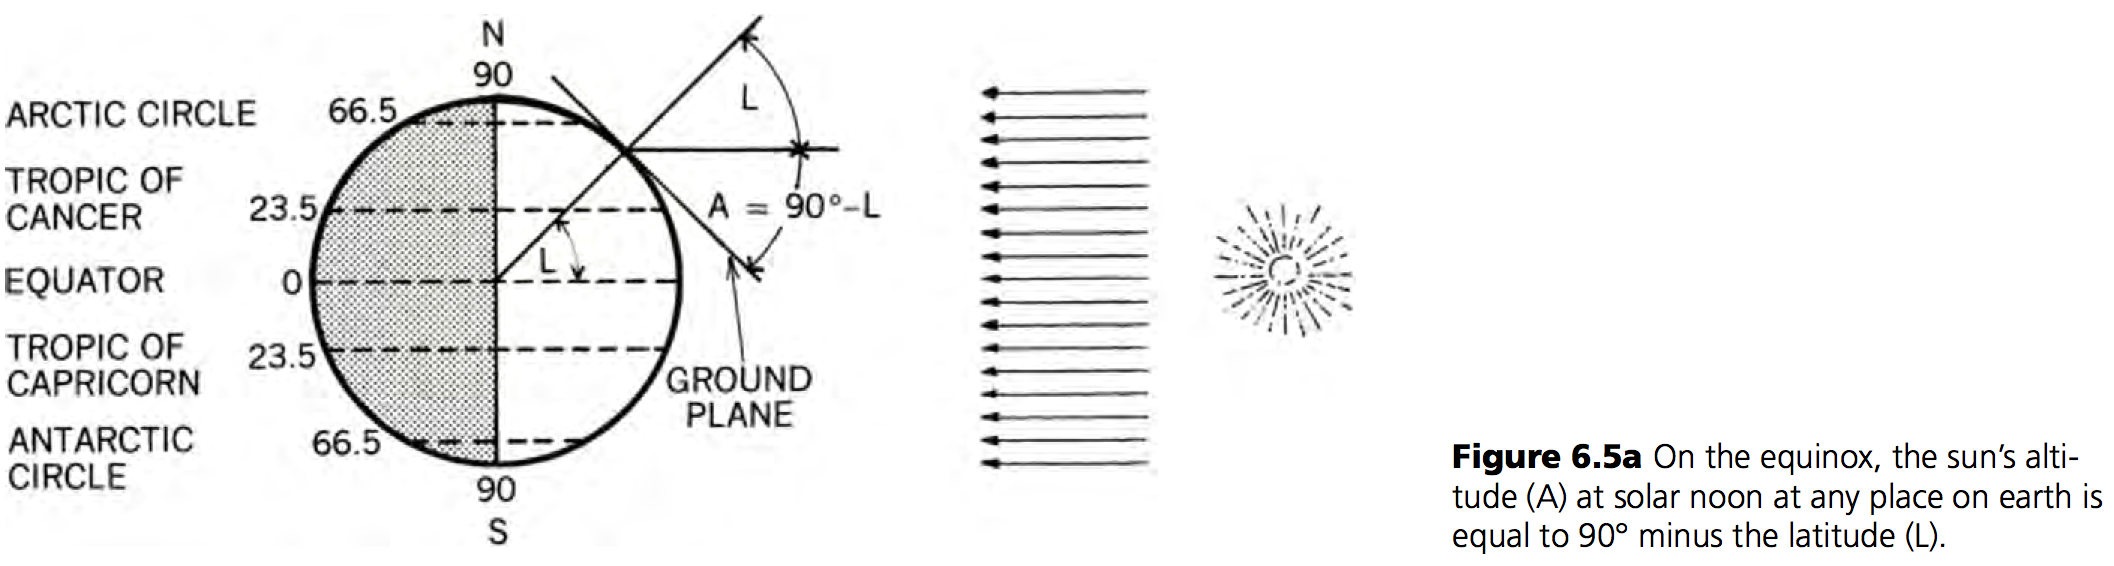 N
90
ARCTIC CIRCLE
66.5
L
TROPIC OF
CANCER
23.5
A = 90°-L
L
EQUATOR
0
TROPIC OF
CAPRICORN
23.5
GROUND
PLANE
ANTARCTIC
CIRCLE
66.5
90
S
Figure 6.5a On the equinox, the sun’s alti-
tude (A) at solar noon at any place on earth is
equal to 90° minus the latitude (L).